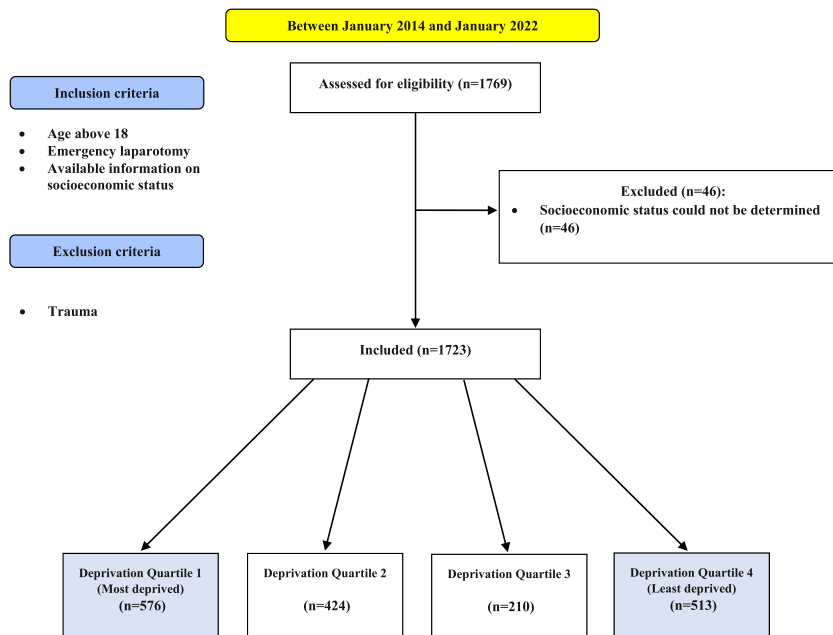 Between January 2014 and January 2022
Assessed for eligibility (n=1769)
Inclusion criteria
• Age above 18
• Emergency laparotomy
• Available information on
socioeconomic status
Excluded (n=46):
• Socioeconomic status could not be determined
(n=46)
Exclusion criteria
• Trauma
Included (n=1723)
Deprivation Quartile 1
(Most deprived)
(n=576)
Deprivation Quartile 2
(n=424)
Deprivation Quartile 3
(n=210)
Deprivation Quartile 4
(Least deprived)
(n=513)